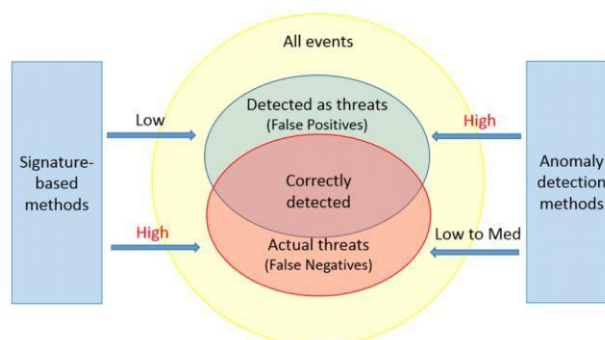 All events
Signature-
based
methods
Low
High
Detected as threats
(False Positives)
Correctly
detected
Actual threats
(False Negatives)
High
Low to Med
Anomaly
detection
methods